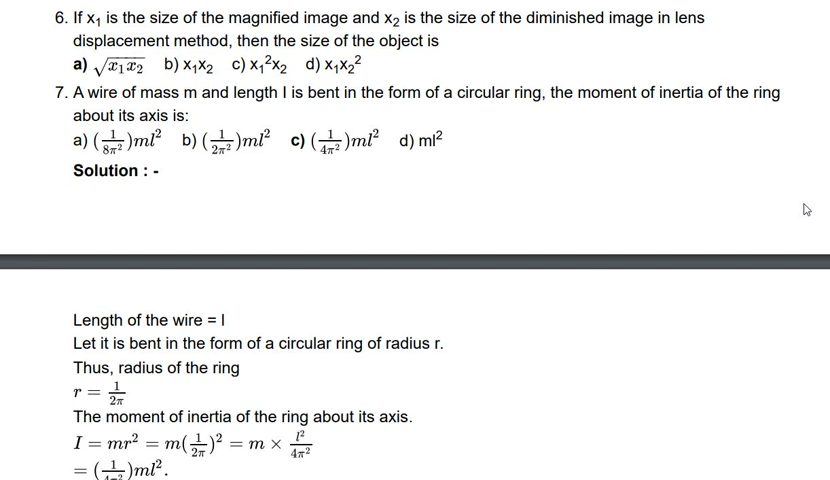 6. If x₁ is the size of the magnified image and x₂ is the size of the diminished image in lens
displacement method, then the size of the object is
a) √x₁x₂ b) x₁x₂ c) x₁²x₂ d) x₁x₂²
7. A wire of mass m and length l is bent in the form of a circular ring, the moment of inertia of the ring
about its axis is:
a) (1/8π²)ml² b) (1/2π²)ml² c) (1/4π²)ml² d) ml²
Solution : -
Length of the wire = l
Let it is bent in the form of a circular ring of radius r.
Thus, radius of the ring
r = 1/2π
The moment of inertia of the ring about its axis.
I = mr² = m(1/2π)² = m × l²/4π²
= (1/4π²)ml².